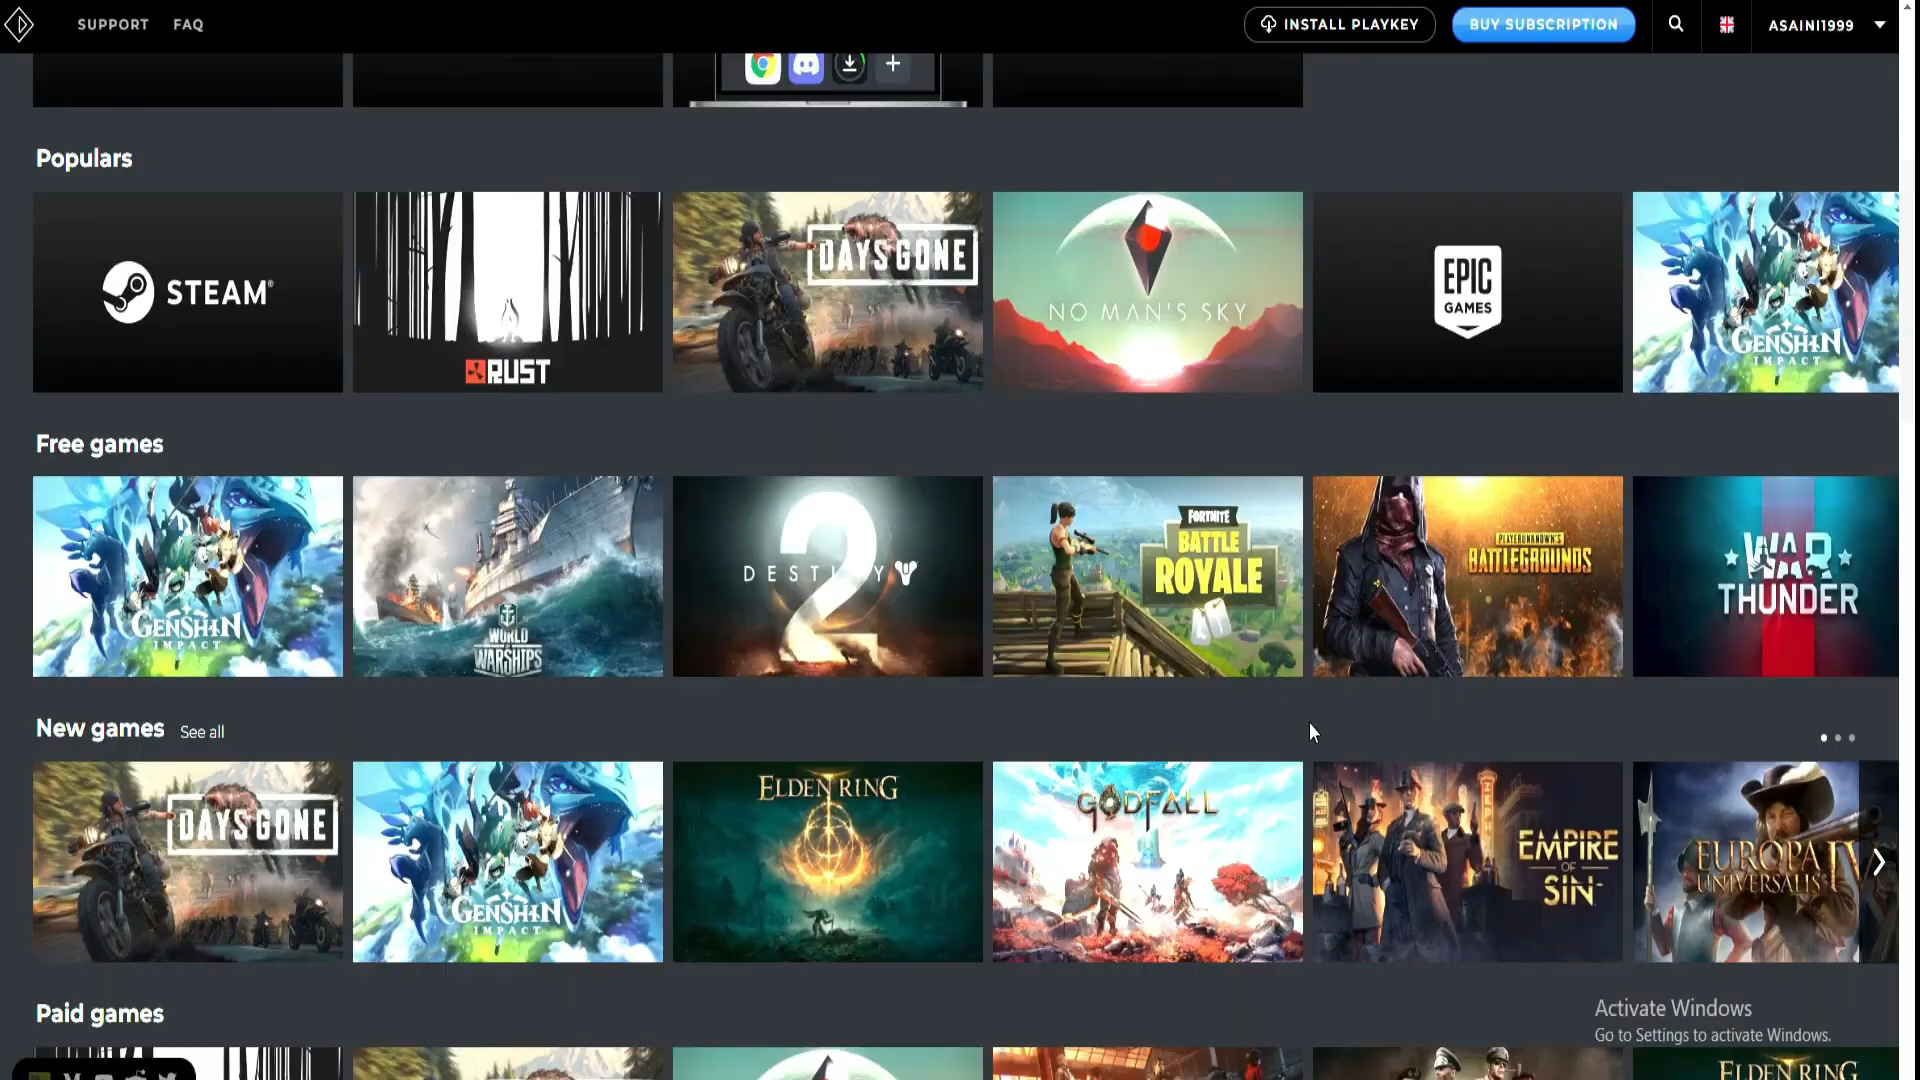 SUPPORT FAQ INSTALL PLAYKEY BUY SUBSCRIPTION ASAINI1999
Populars
STEAM®
RUST
DAYS GONE
NO MAN'S SKY
EPIC
GAMES
GENSHIN
IMPACT
Free games
GENSHIN
IMPACT
WORLD
OF
WARSHIPS
DESTINY 2
FORTNITE
BATTLE
ROYALE
PLAYERUNKNOWN'S
BATTLEGROUNDS
WAR
THUNDER
New games See all
DAYS GONE
GENSHIN
IMPACT
ELDEN RING
GODFALL
EMPIRE
OF
SIN
EUROPA IV
UNIVERSALIS
Activate Windows
Go to Settings to activate Windows.
Paid games
ELDEN RING